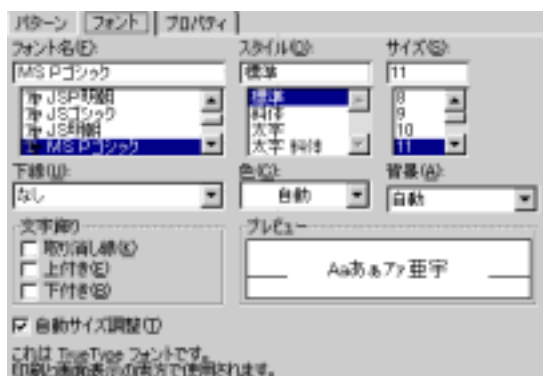 パターン フォント プロパティ
フォント名(F): スタイル(O): サイズ(S):
MS Pゴシック 標準 11
JSP明朝 標準 8
JSゴシック 斜体 9
JS明朝 太字 10
MS Pゴシック 太字 斜体 11
下線(U): 色(C): 背景(A):
なし 自動 自動
文字飾り プレビュー
取り消し線(K)
上付き(E) Aaあぁアァ亜宇
下付き(B)
自動サイズ調整(T)
これは TrueType フォントです。
印刷と画面表示の両方で使用されます。